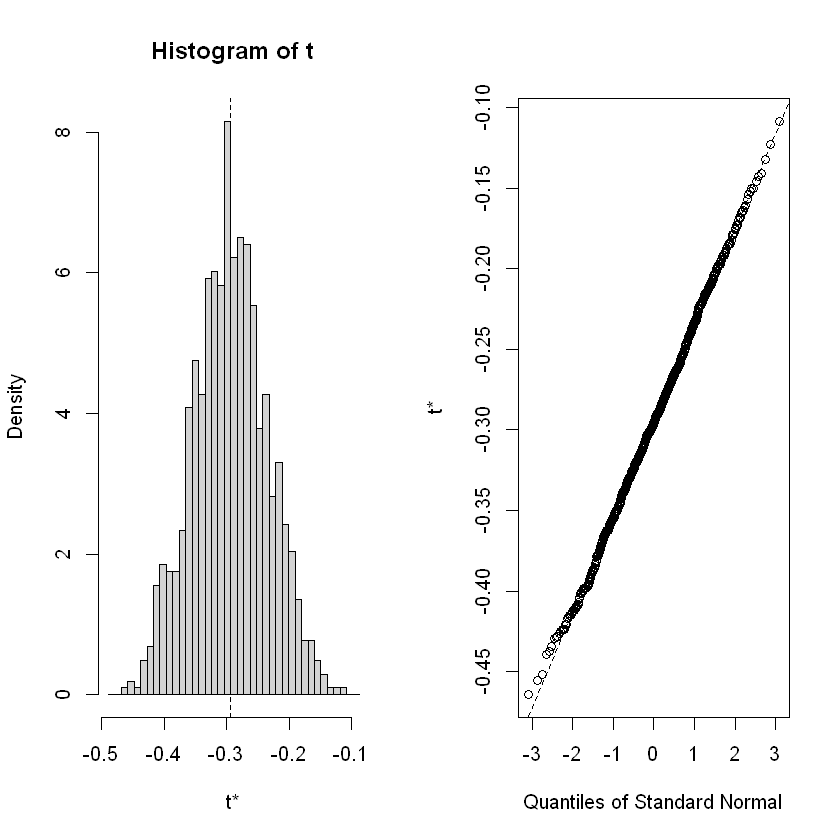 Histogram of t
Density
8
6
4
2
0
-0.5 -0.4 -0.3 -0.2 -0.1
t*
t*
-0.10
-0.15
-0.20
-0.25
-0.30
-0.35
-0.40
-0.45
-3 -2 -1 0 1 2 3
Quantiles of Standard Normal